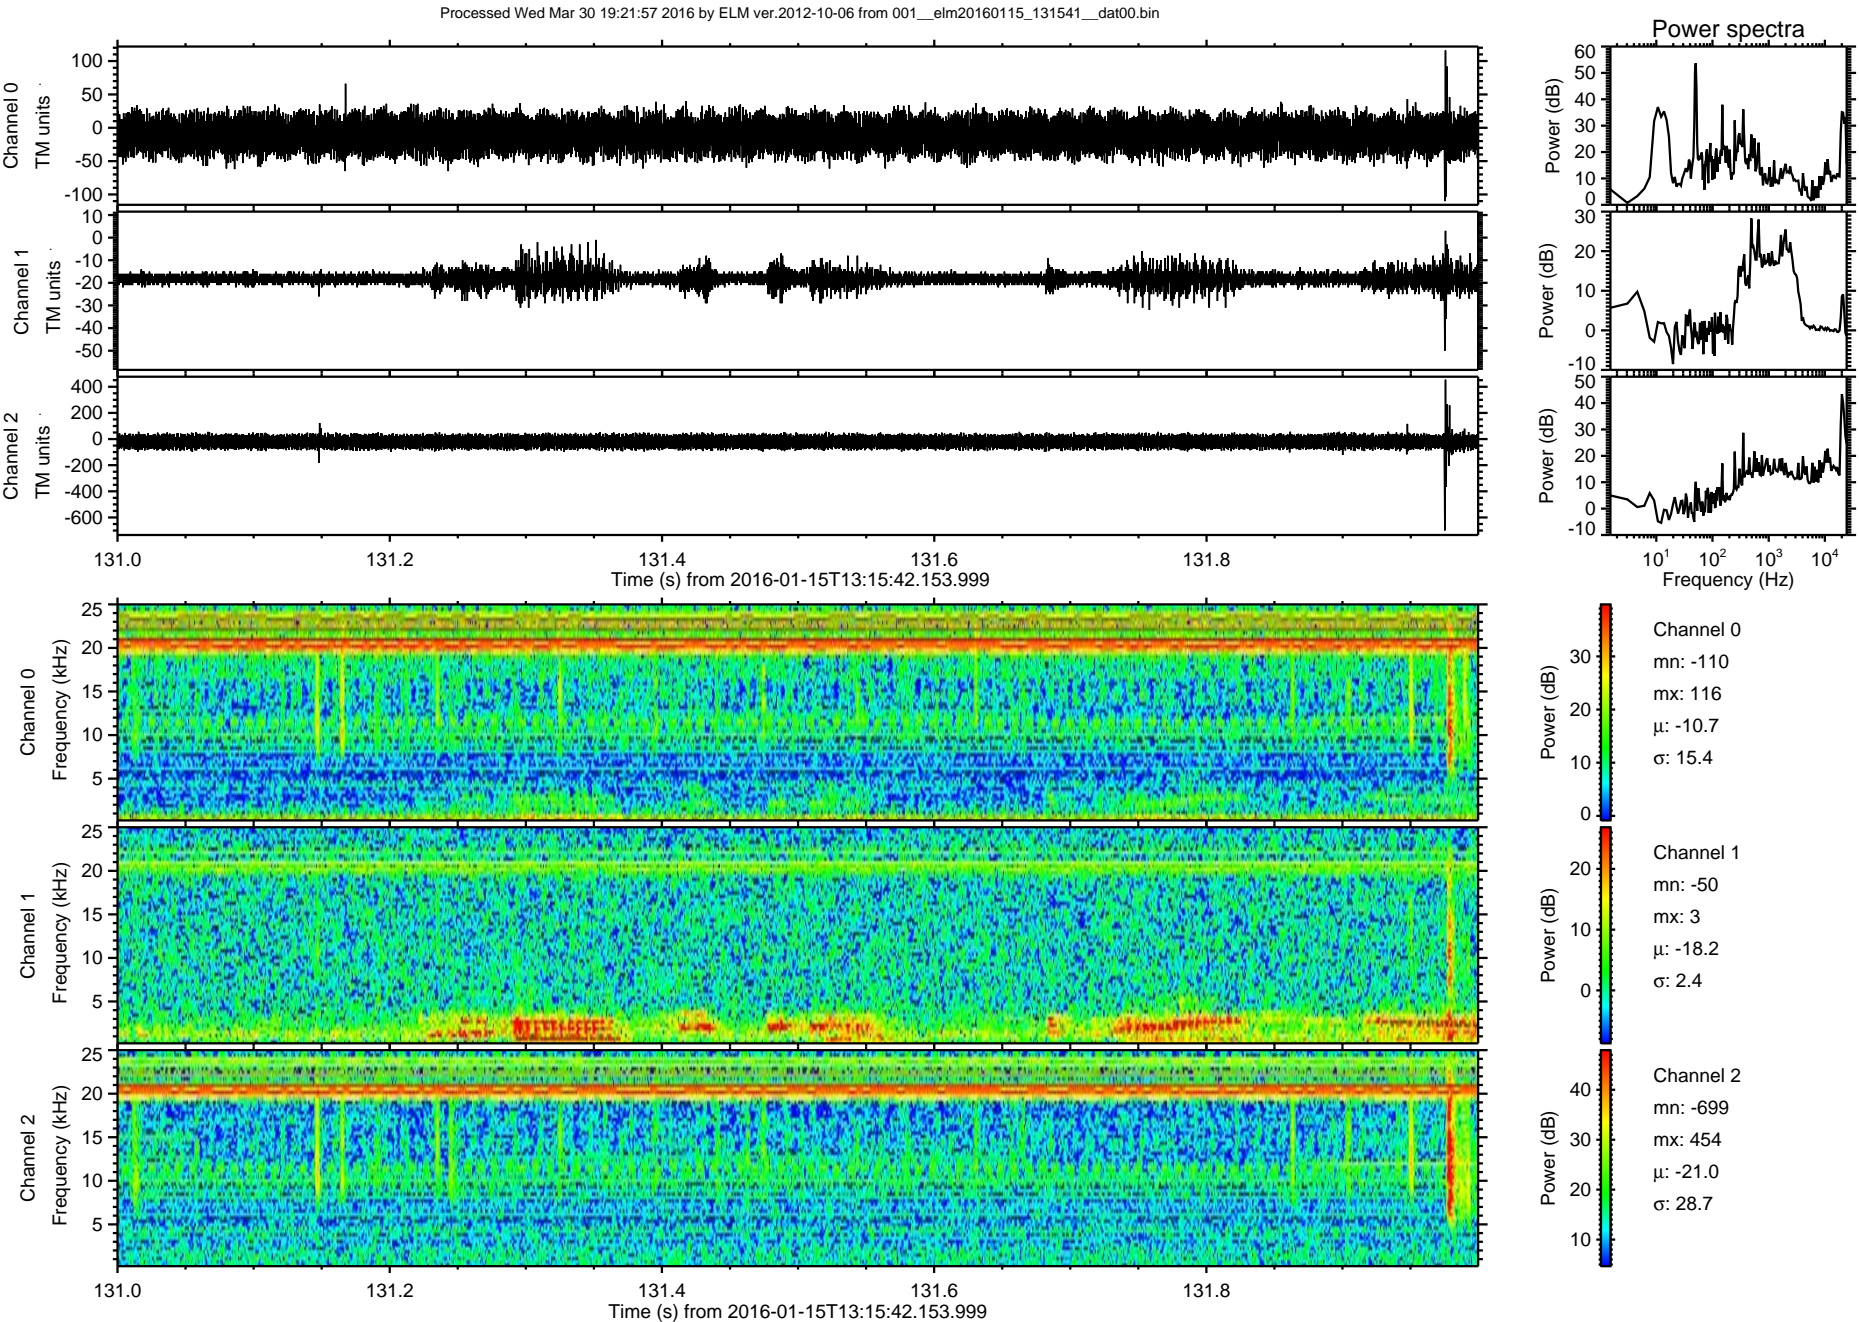 Processed Wed Mar 30 19:21:57 2016 by ELM ver.2012-10-06 from 001__elm20160115_131541__dat00.bin
Power spectra
Channel 0
TM units
100
50
0
-50
-100
Power (dB)
60
50
40
30
20
10
0
Channel 1
TM units
10
0
-10
-20
-30
-40
-50
Power (dB)
30
20
10
0
-10
Channel 2
TM units
400
200
0
-200
-400
-600
Power (dB)
50
40
30
20
10
0
-10
131.0 131.2 131.4 131.6 131.8
Time (s) from 2016-01-15T13:15:42.153.999
10^1 10^2 10^3 10^4
Frequency (Hz)
Channel 0
Frequency (kHz)
25
20
15
10
5
Power (dB)
30
20
10
0
Channel 0
mn: -110
mx: 116
μ: -10.7
σ: 15.4
Channel 1
Frequency (kHz)
25
20
15
10
5
Power (dB)
20
10
0
Channel 1
mn: -50
mx: 3
μ: -18.2
σ: 2.4
Channel 2
Frequency (kHz)
25
20
15
10
5
Power (dB)
40
30
20
10
Channel 2
mn: -699
mx: 454
μ: -21.0
σ: 28.7
131.0 131.2 131.4 131.6 131.8
Time (s) from 2016-01-15T13:15:42.153.999